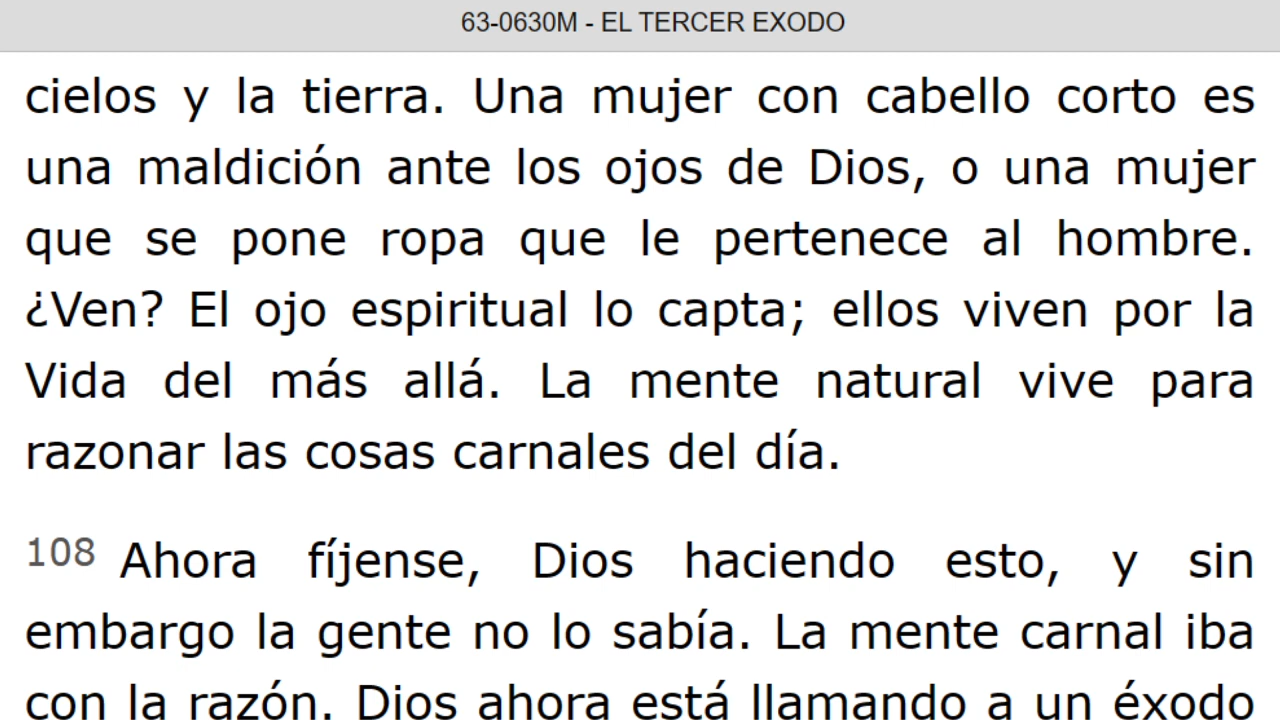 63-0630M - EL TERCER EXODO
cielos y la tierra. Una mujer con cabello corto es
una maldición ante los ojos de Dios, o una mujer
que se pone ropa que le pertenece al hombre.
¿Ven? El ojo espiritual lo capta; ellos viven por la
Vida del más allá. La mente natural vive para
razonar las cosas carnales del día.
108 Ahora fíjense, Dios haciendo esto, y sin
embargo la gente no lo sabía. La mente carnal iba
con la razón. Dios ahora está llamando a un éxodo